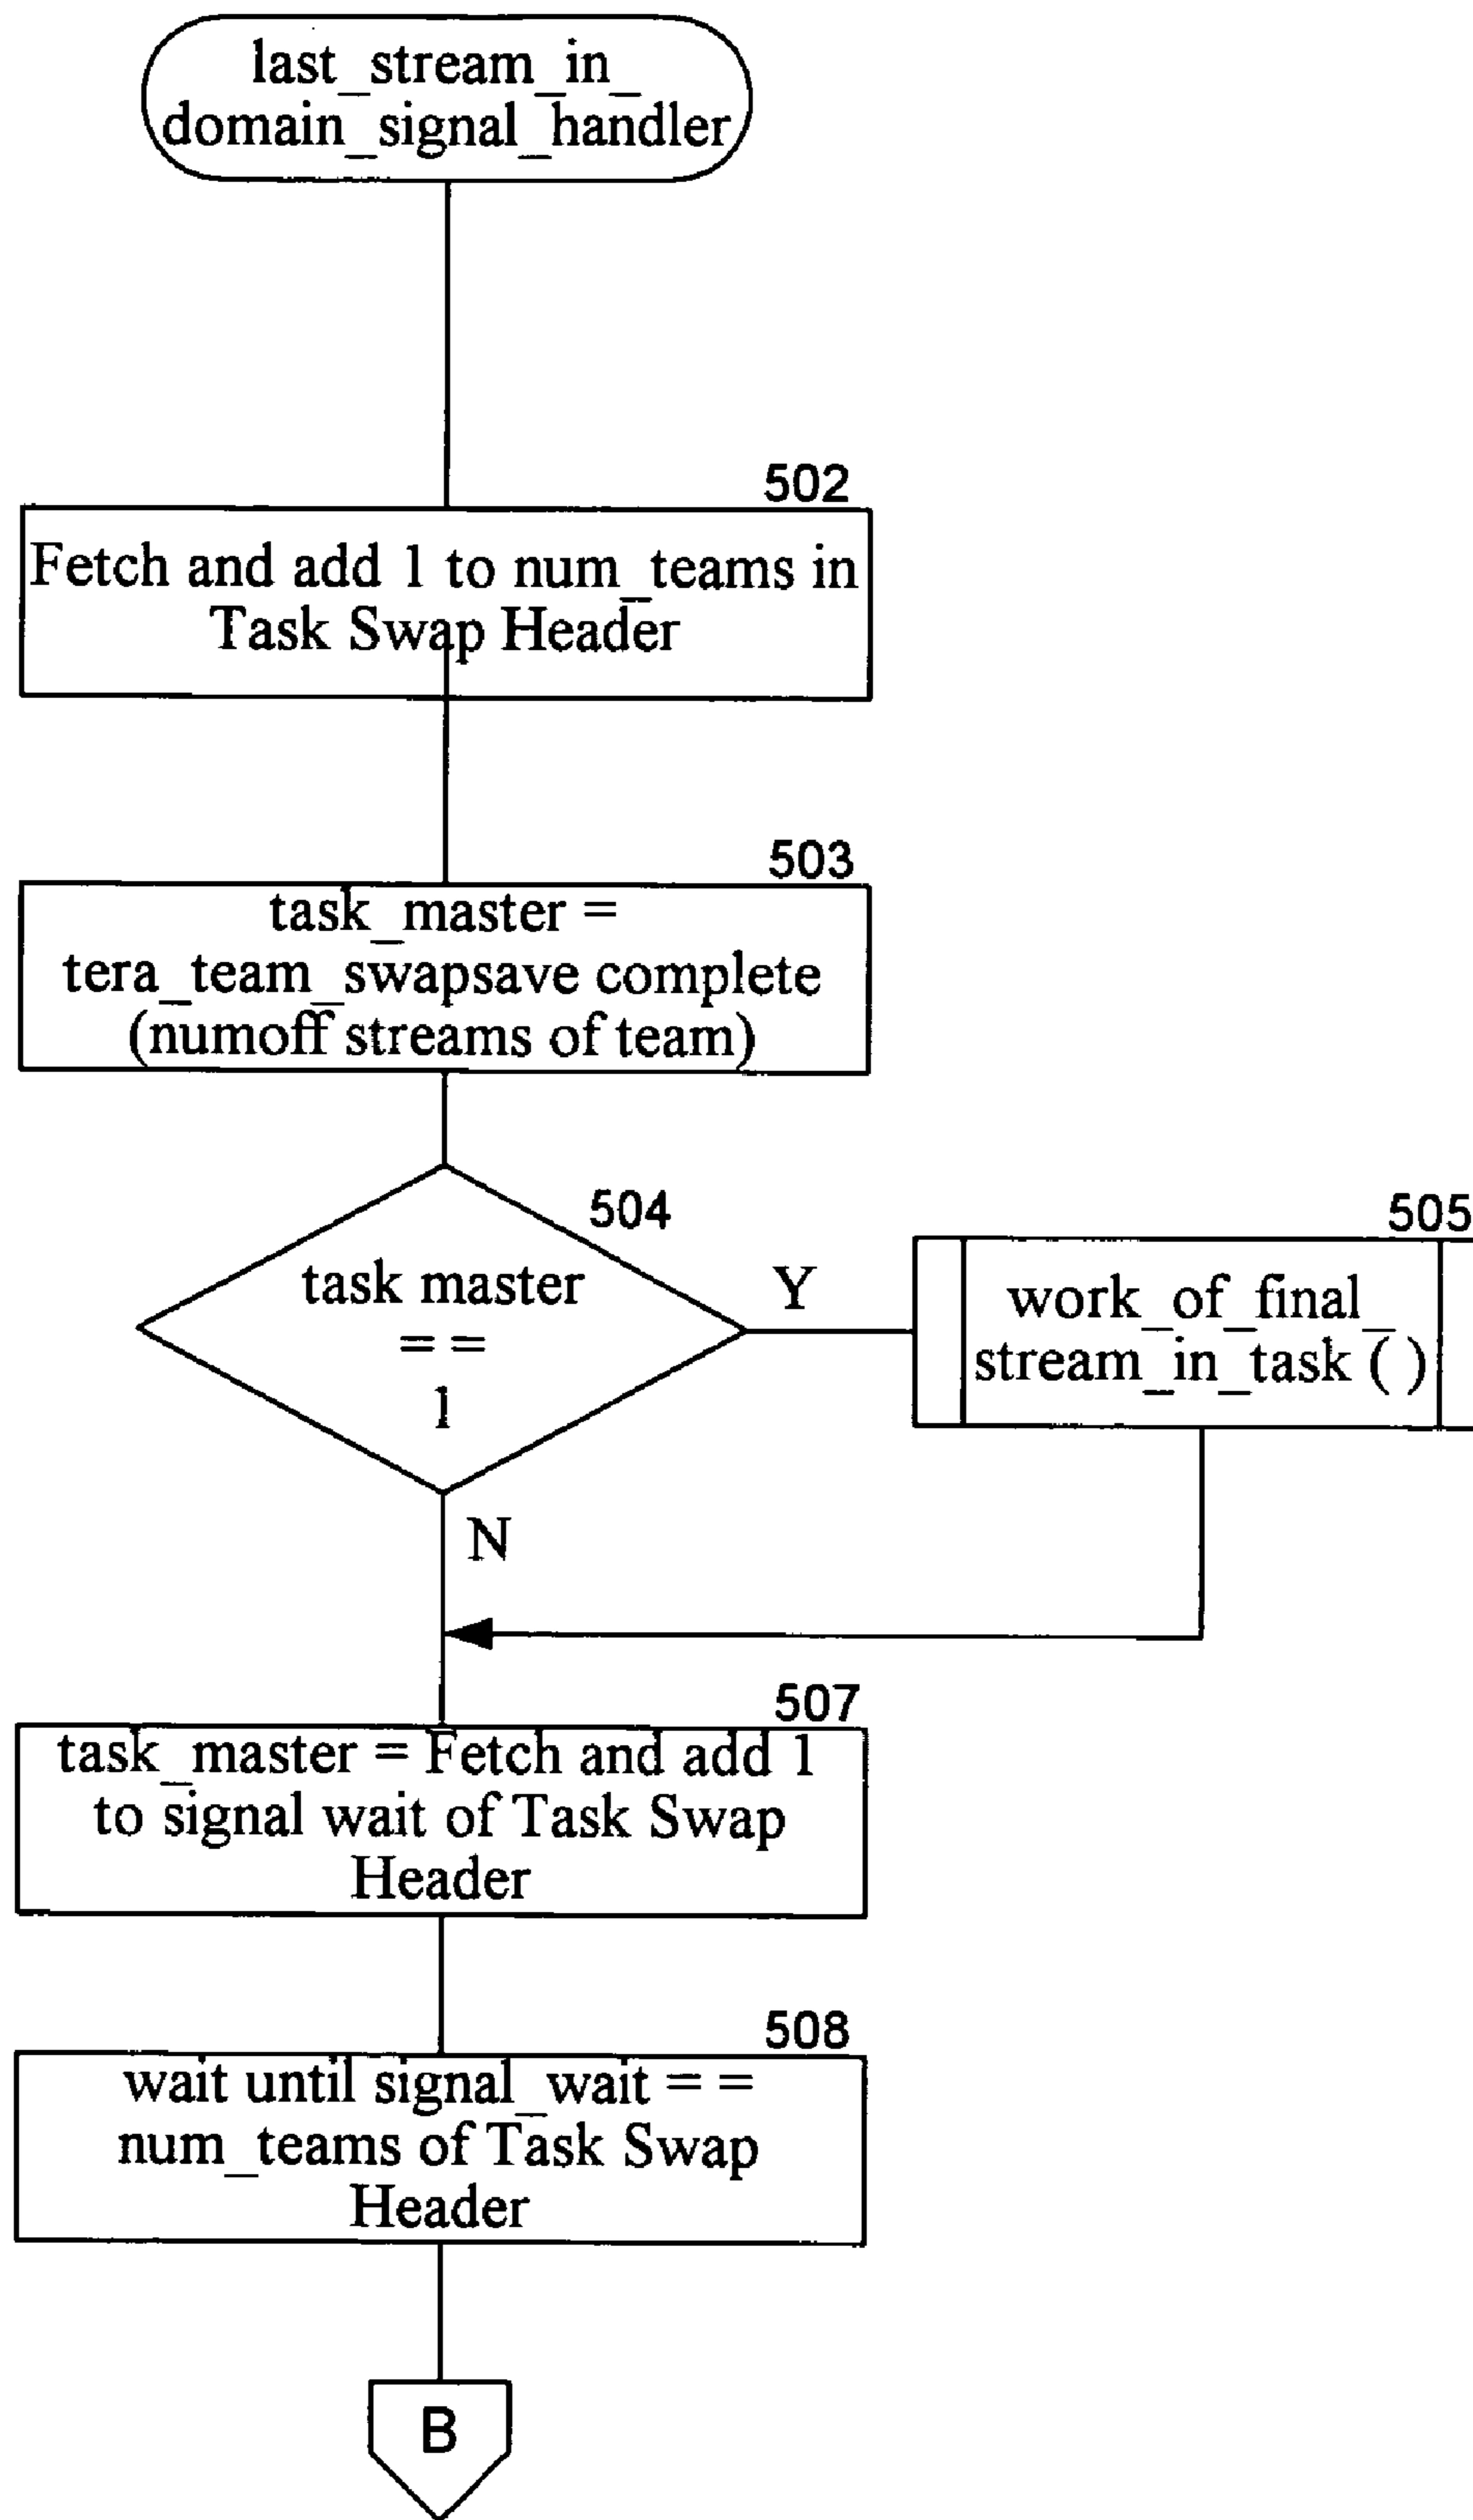 last_stream_in_
domain_signal_handler
502
Fetch and add 1 to num_teams in
Task Swap Header
503
task_master =
tera_team_swapsave complete
(numoff streams of team)
504
task master
= =
1
Y
505
work_of_final_
stream_in_task ( )
N
507
task_master = Fetch and add 1
to signal wait of Task Swap
Header
508
wait until signal_wait = =
num_teams of Task Swap
Header
B